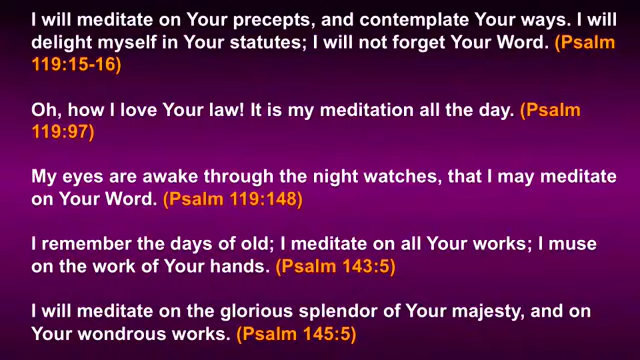 I will meditate on Your precepts, and contemplate Your ways. I will
delight myself in Your statutes; I will not forget Your Word. (Psalm
119:15-16)
Oh, how I love Your law! It is my meditation all the day. (Psalm
119:97)
My eyes are awake through the night watches, that I may meditate
on Your Word. (Psalm 119:148)
I remember the days of old; I meditate on all Your works; I muse
on the work of Your hands. (Psalm 143:5)
I will meditate on the glorious splendor of Your majesty, and on
Your wondrous works. (Psalm 145:5)